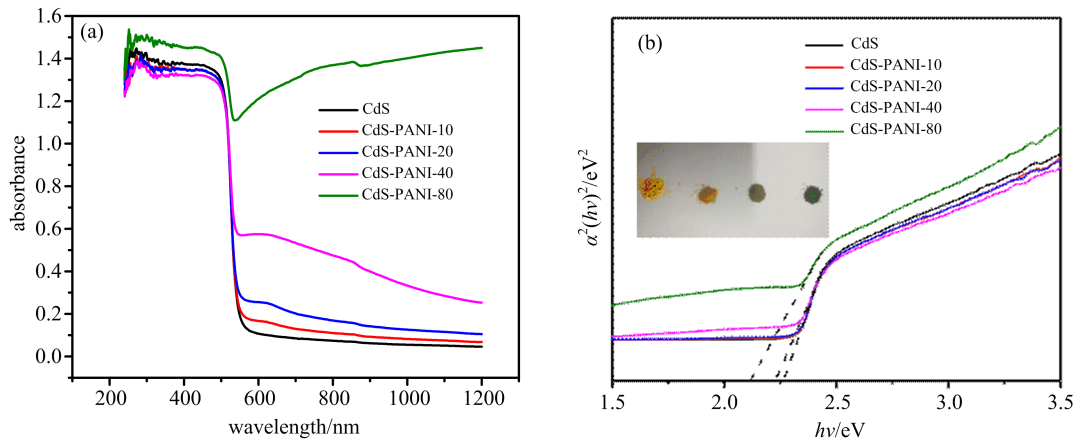 (a)
1.6
1.4
1.2
1.0
0.8
0.6
0.4
0.2
0.0
absorbance
CdS
CdS-PANI-10
CdS-PANI-20
CdS-PANI-40
CdS-PANI-80
200 400 600 800 1000 1200
wavelength/nm
(b)
α²(hv)²/eV²
CdS
CdS-PANI-10
CdS-PANI-20
CdS-PANI-40
CdS-PANI-80
1.5 2.0 2.5 3.0 3.5
hv/eV